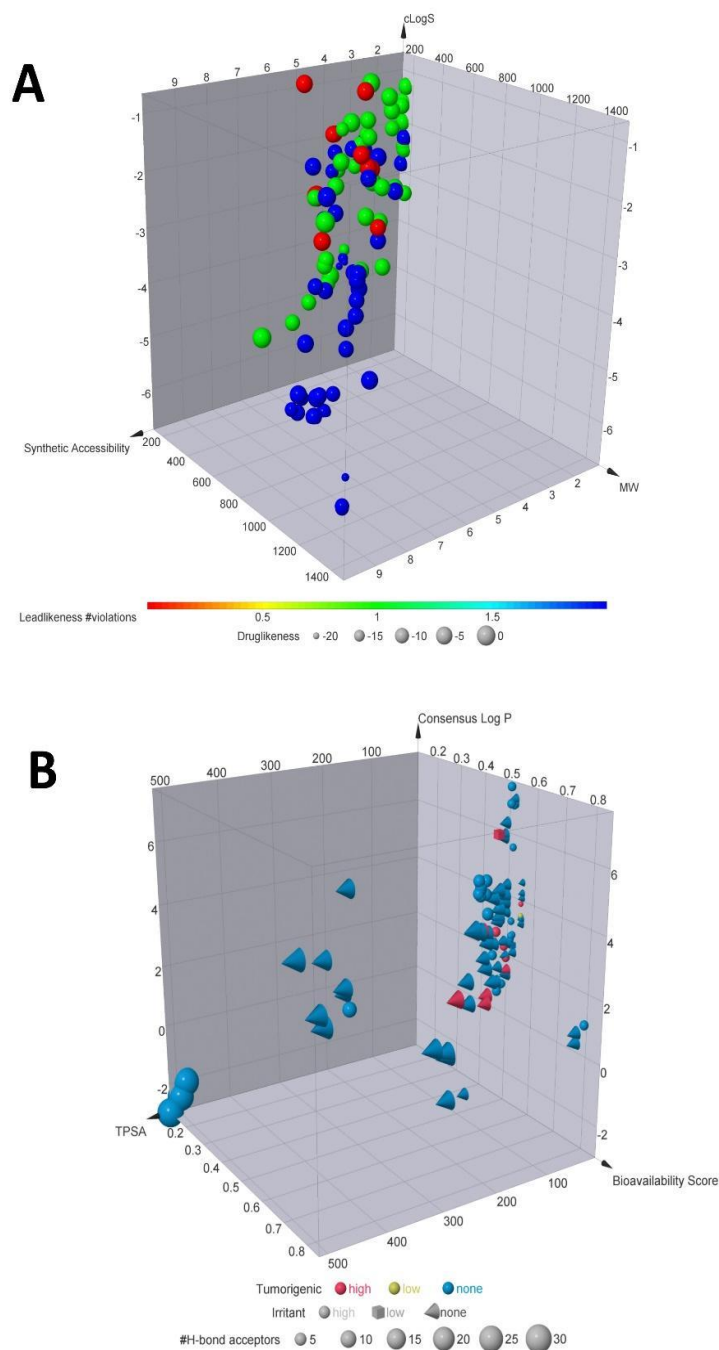 A
cLogS
9 8 7 6 5 4 3 2 200 400 600 800 1000 1200 1400
-1 -1
-2 -2
-3 -3
-4 -4
-5 -5
-6 -6
Synthetic Accessibility 200 MW
400 2
600 3
800 4
1000 5
1200 6
1400 7
8
9
Leadlikeness #violations 0.5 1 1.5
Druglikeness -20 -15 -10 -5 0
B
Consensus Log P
500 400 300 200 100 0.2 0.3 0.4 0.5 0.6 0.7 0.8
6 6
4 4
2 2
0 0
-2 -2
TPSA 0.2 Bioavailability Score
0.3 100
0.4 200
0.5 300
0.6 400
0.7
0.8 500
Tumorigenic high low none
Irritant high low none
#H-bond acceptors 5 10 15 20 25 30